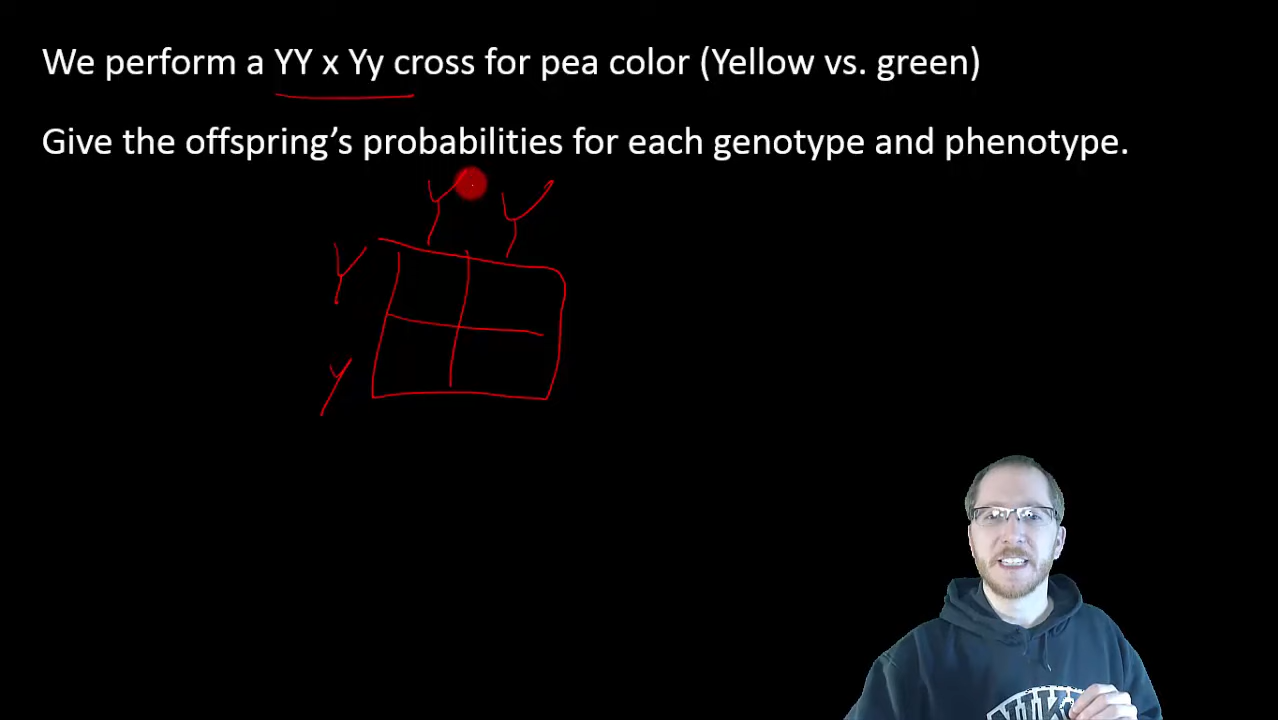 We perform a YY x Yy cross for pea color (Yellow vs. green)
Give the offspring's probabilities for each genotype and phenotype.
Y Y
Y
y